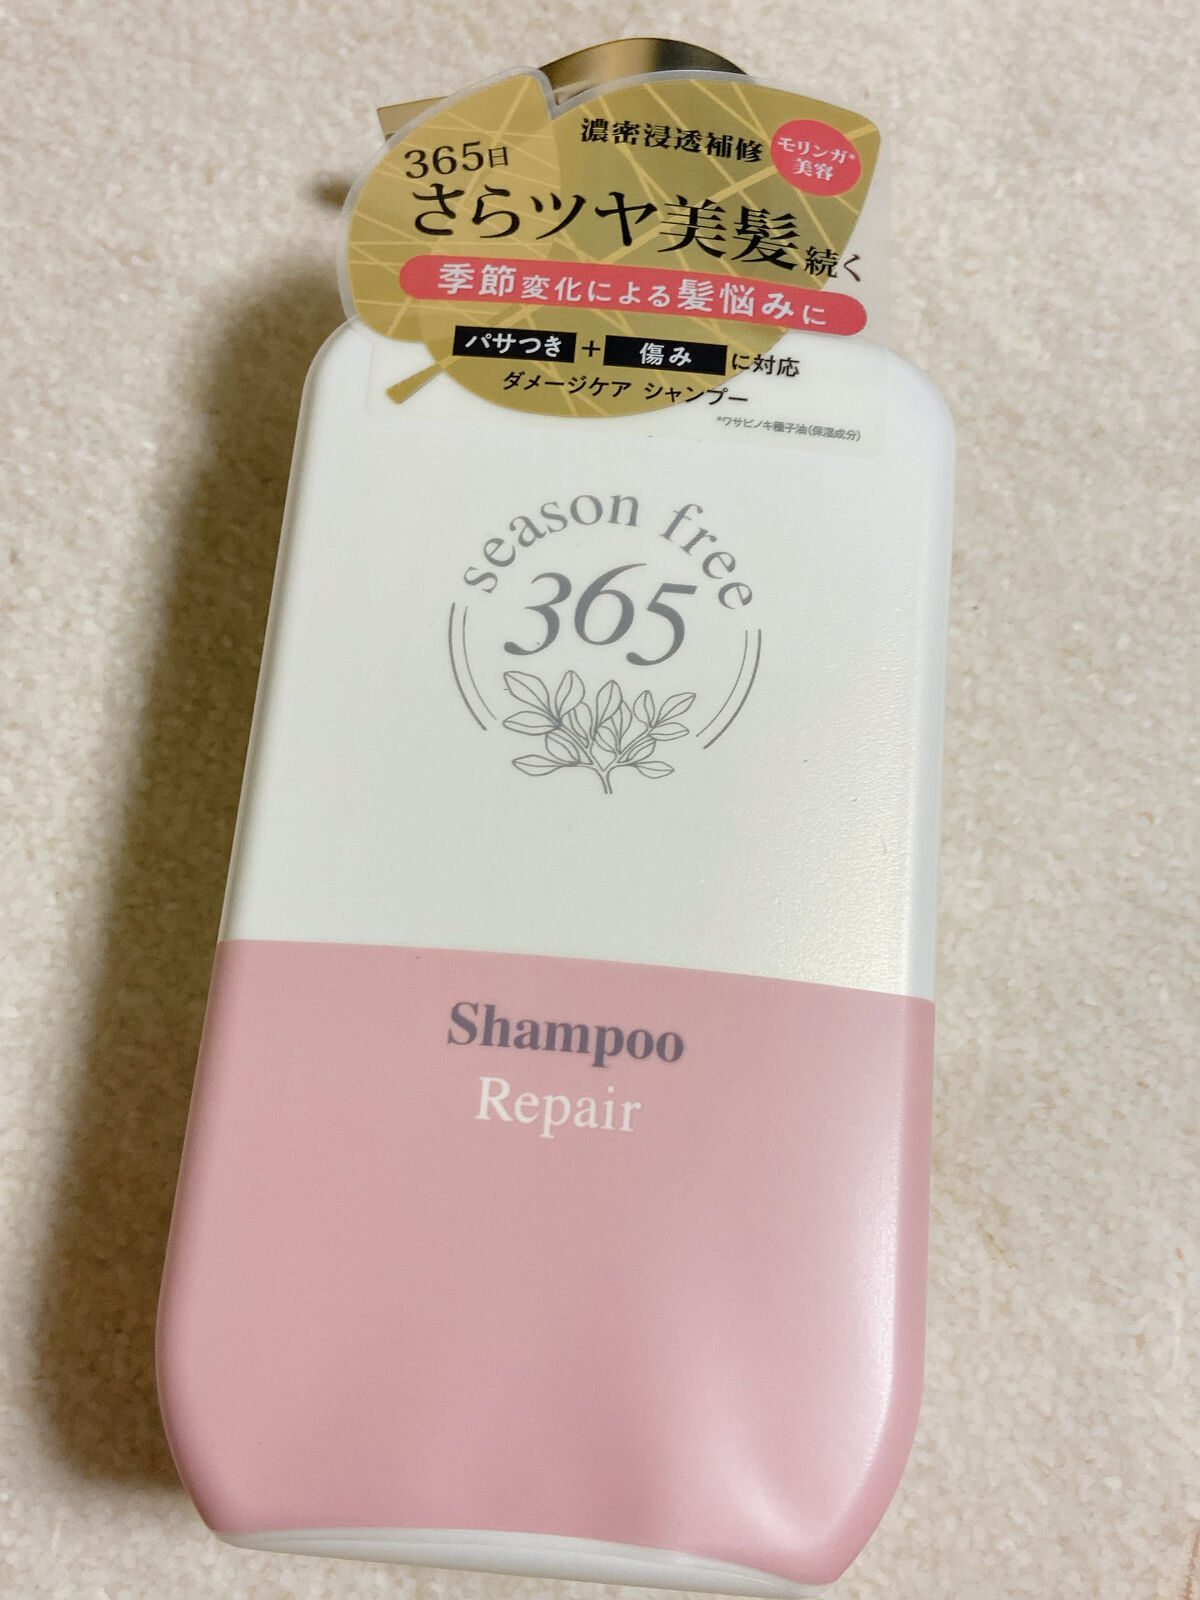 濃密浸透補修
モリンガ*
美容
365日
さらツヤ美髪続く
季節変化による髪悩みに
パサつき+傷みに対応
ダメージケア シャンプー
*ワサビノキ種子油(保湿成分)
season free
365
Shampoo
Repair